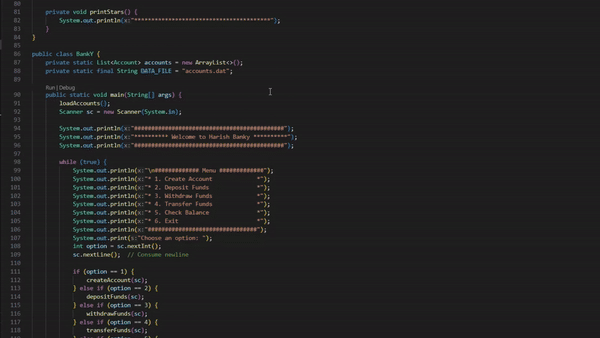 80
81 private void printStars() {
82 System.out.println(x:"****************************************");
83 }
84 }
85
86 public class BankY {
87 private static List<Account> accounts = new ArrayList<>();
88 private static final String DATA_FILE = "accounts.dat";
89
Run | Debug
90 public static void main(String[] args) {
91 loadAccounts();
92 Scanner sc = new Scanner(System.in);
93
94 System.out.println(x:"############################################");
95 System.out.println(x:"********** Welcome to Harish Banky **********");
96 System.out.println(x:"############################################");
97
98 while (true) {
99 System.out.println(x:"\n############# Menu #############");
100 System.out.println(x:"* 1. Create Account *");
101 System.out.println(x:"* 2. Deposit Funds *");
103 System.out.println(x:"* 3. Withdraw Funds *");
104 System.out.println(x:"* 4. Transfer Funds *");
104 System.out.println(x:"* 5. Check Balance *");
105 System.out.println(x:"* 6. Exit *");
106 System.out.println(x:"################################");
107 System.out.print(s:"Choose an option: ");
108 int option = sc.nextInt();
109 sc.nextLine(); // Consume newline
110
111 if (option == 1) {
112 createAccount(sc);
113 } else if (option == 2) {
114 depositFunds(sc);
115 } else if (option == 3) {
116 withdrawFunds(sc);
117 } else if (option == 4) {
118 transferFunds(sc);